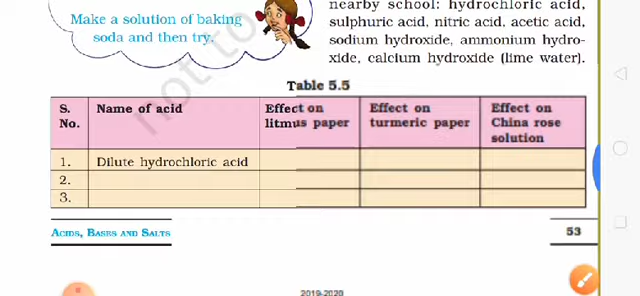 Make a solution of baking
soda and then try.
nearby school: hydrochloric acid,
sulphuric acid, nitric acid, acetic acid,
sodium hydroxide, ammonium hydro-
xide, calcium hydroxide (lime water).
not to
Table 5.5
S. No. Name of acid Effect on litmus paper Effect on turmeric paper Effect on China rose solution
1. Dilute hydrochloric acid
2.
3.
ACIDS, BASES AND SALTS 53
2019-2020